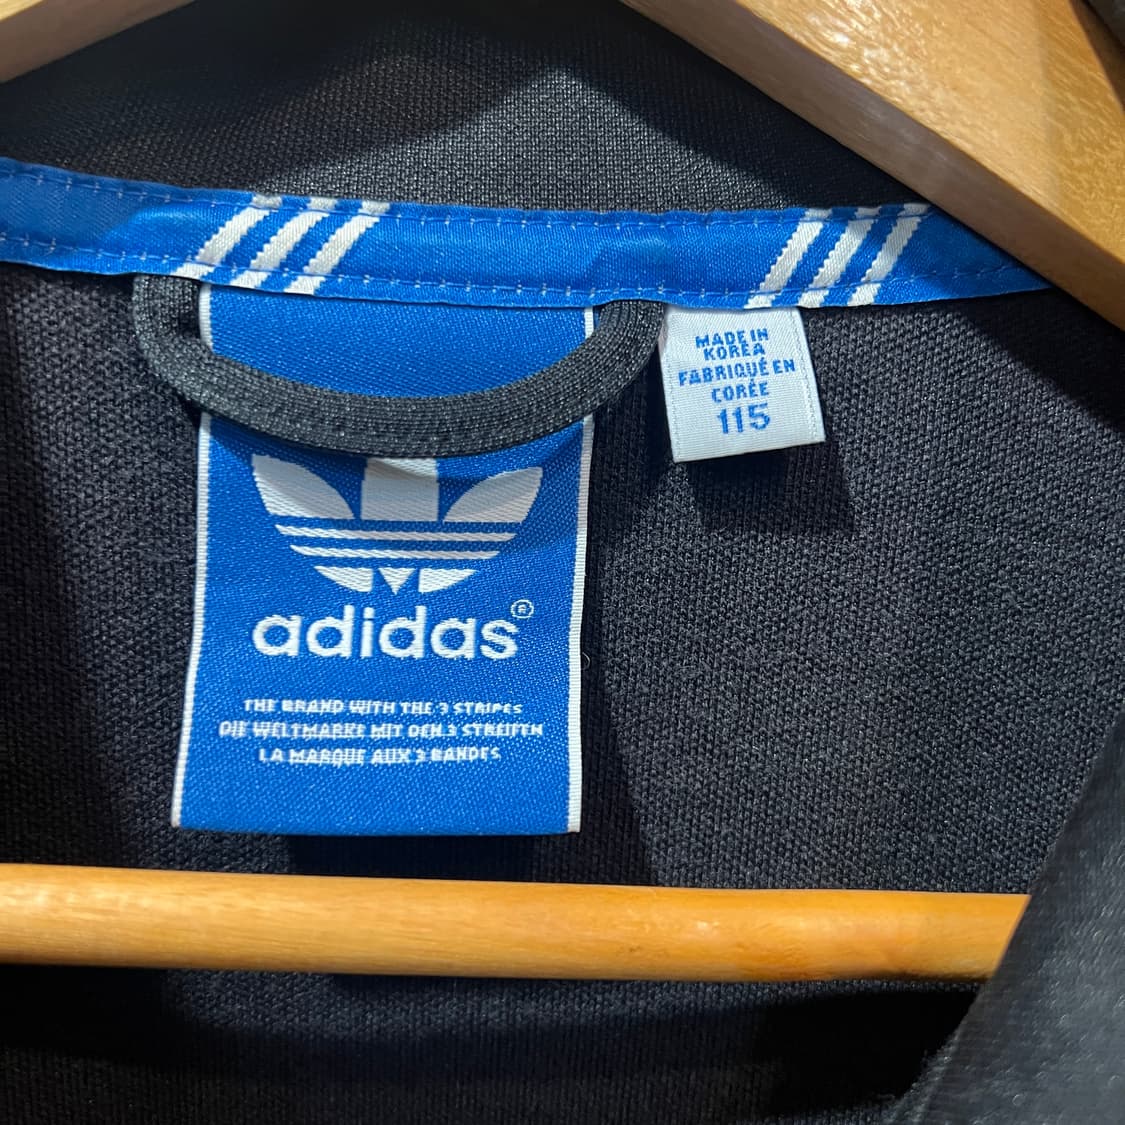 adidas®
THE BRAND WITH THE 3 STRIPES
DIE WELTMARKE MIT DEN 3 STREIFEN
LA MARQUE AUX 3 BANDES
MADE IN
KOREA
FABRIQUÉ EN
CORÉE
115